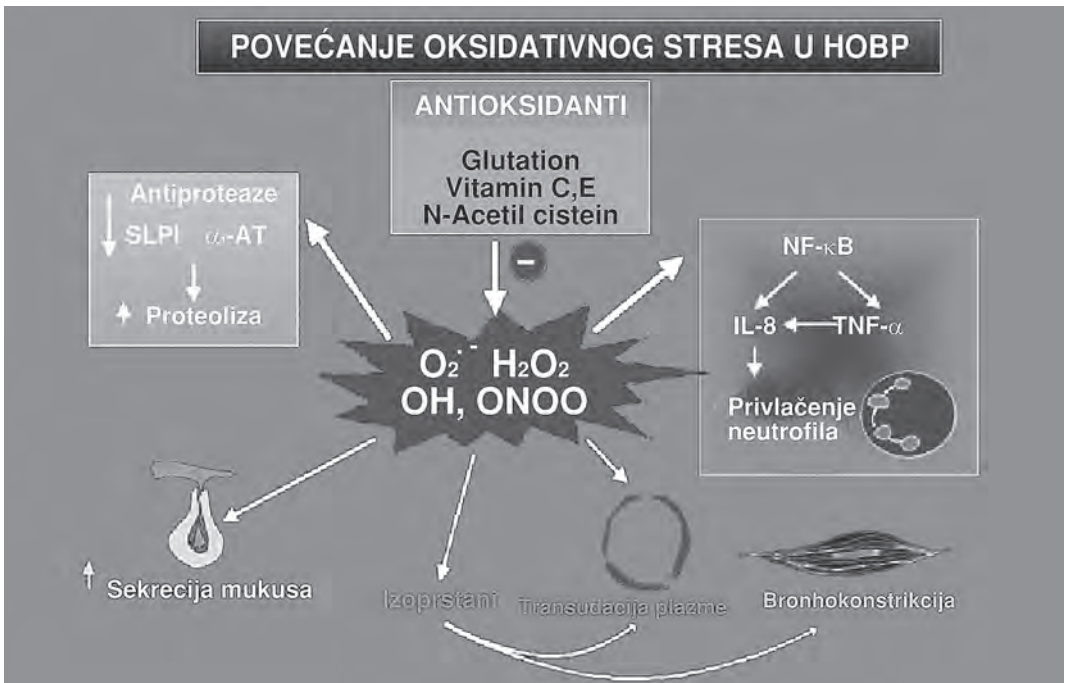 POVEĆANJE OKSIDATIVNOG STRESA U HOBP
ANTIOKSIDANTI
Glutation
Vitamin C,E
N-Acetil cistein
Antiproteaze
SLPI α₁-AT
Proteoliza
−
NF-κB
IL-8 TNF-α
Privlačenje
neutrofila
O₂˙⁻ H₂O₂
OH, ONOO
Sekrecija mukusa
Izoprstani
Transudacija plazme
Bronhokonstrikcija